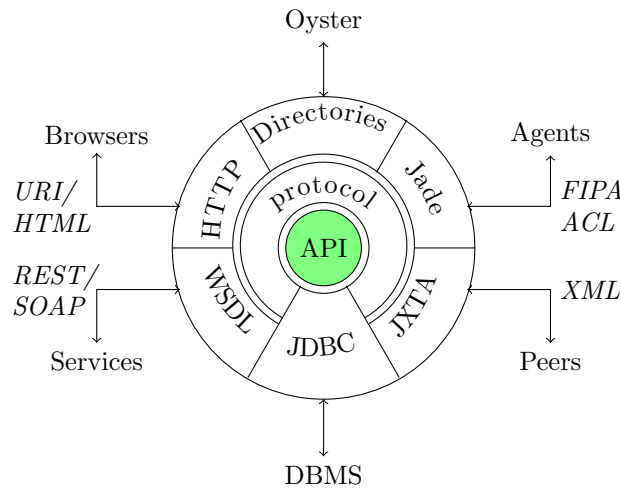 Oyster
Browsers
Agents
Directories
URI/
HTML
HTTP
Jade
FIPA
ACL
protocol
API
REST/
SOAP
WSDL
JDBC
JXTA
XML
Services
Peers
DBMS